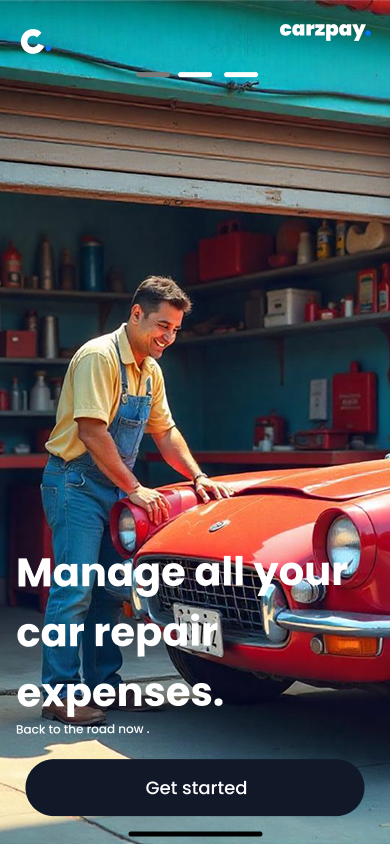 C.
carzpay.
Manage all your
car repair
expenses.
Back to the road now .
Get started